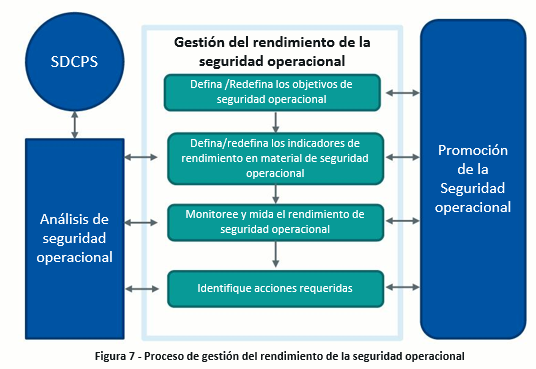 SDCPS
Gestión del rendimiento de la
seguridad operacional
Defina /Redefina los objetivos de
seguridad operacional
Defina/redefina los indicadores de
rendimiento en material de seguridad
operacional
Monitoree y mida el rendimiento de
seguridad operacional
Identifique acciones requeridas
Análisis de
seguridad
operacional
Promoción
de la
Seguridad
operacional
Figura 7 - Proceso de gestión del rendimiento de la seguridad operacional